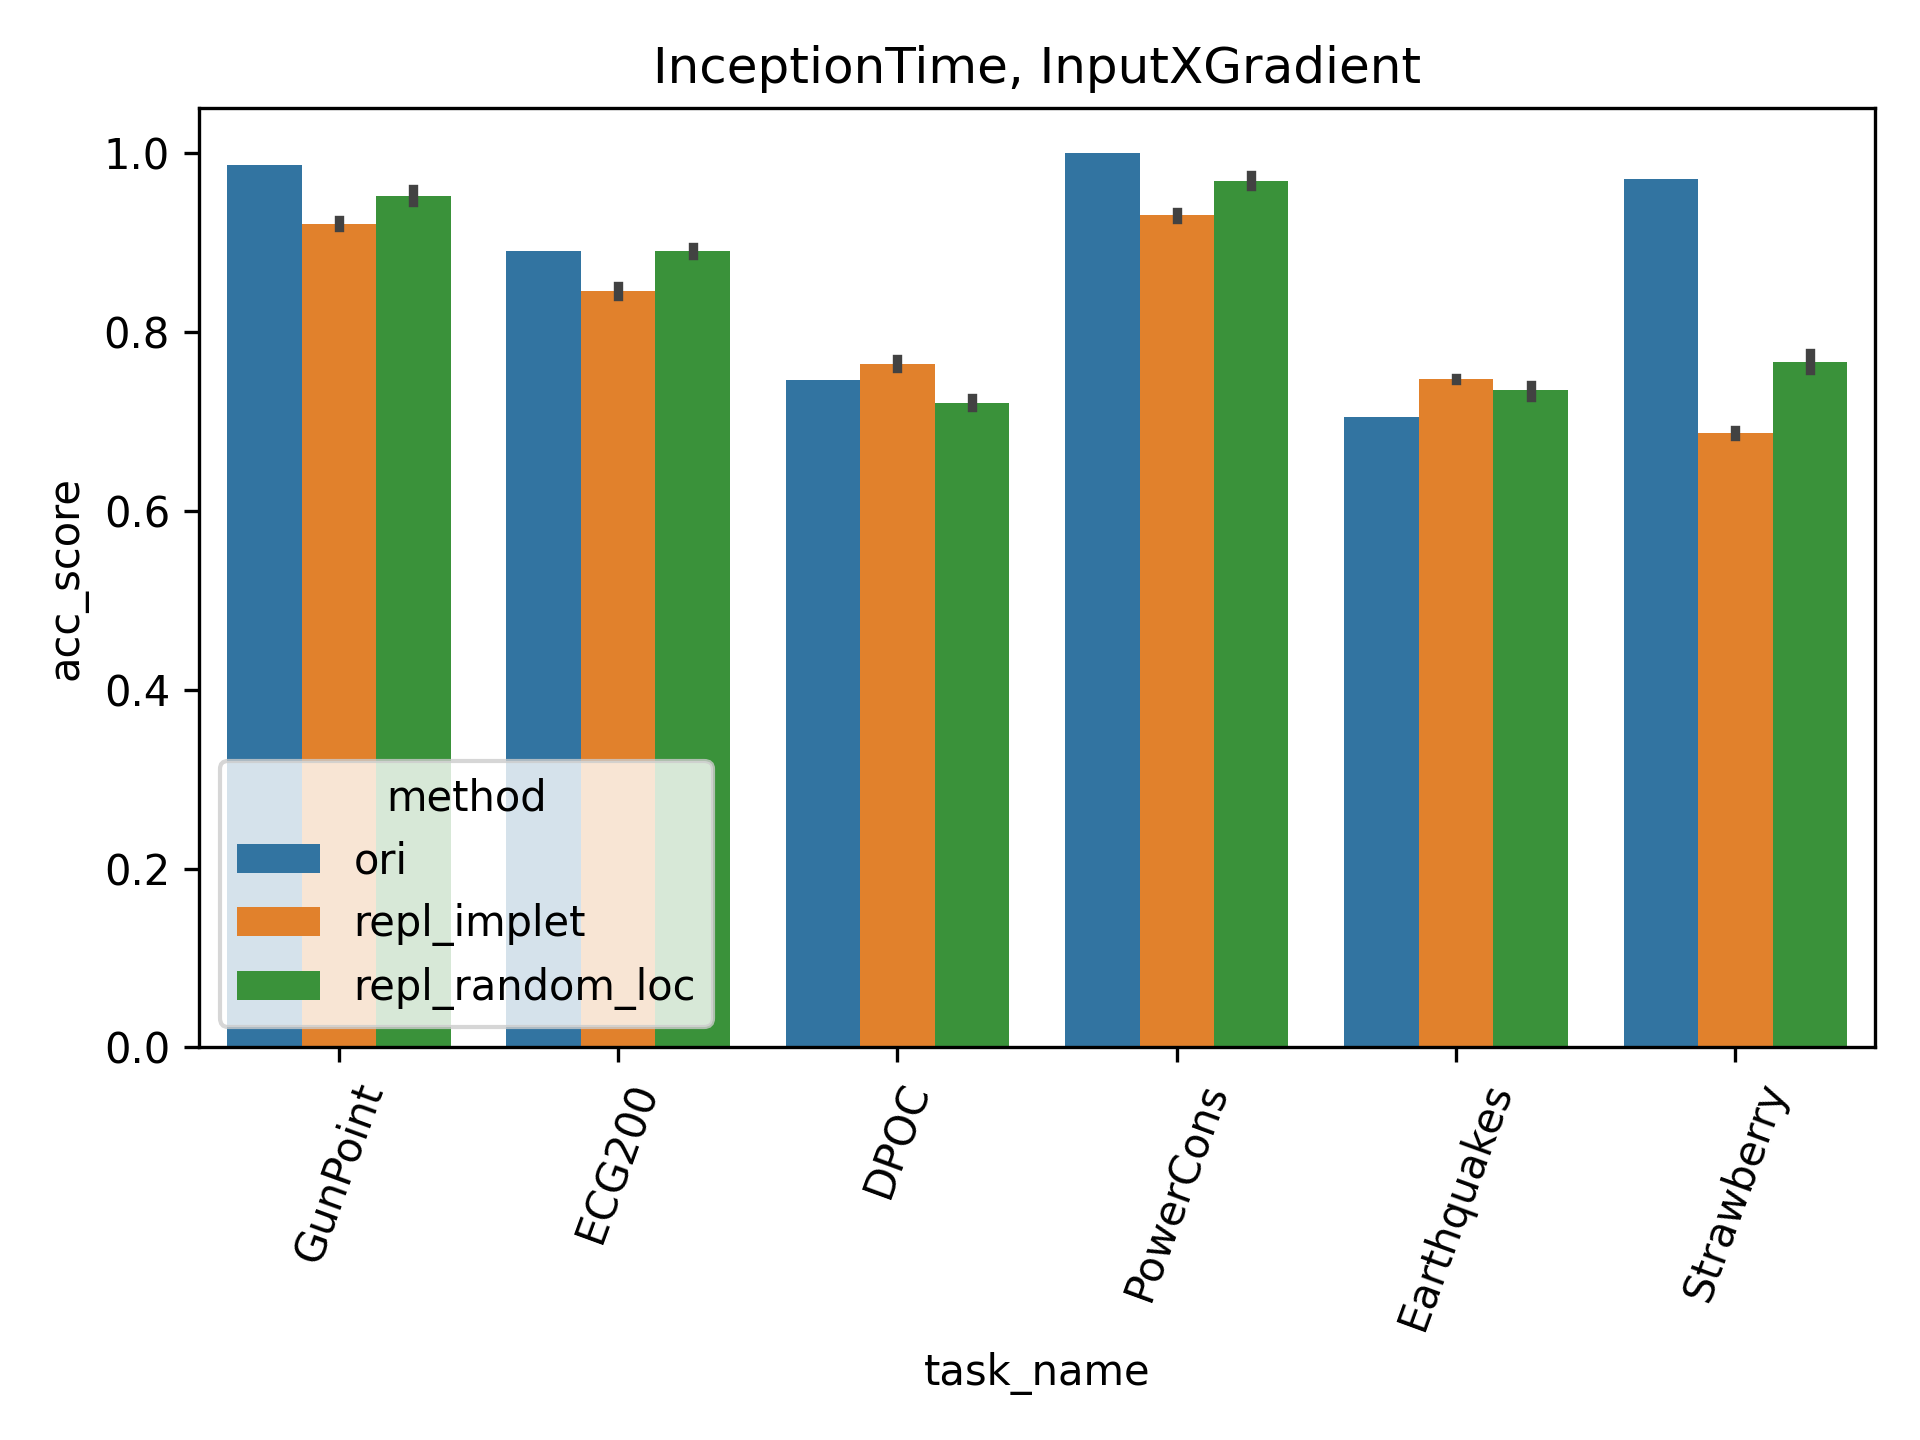 InceptionTime, InputXGradient
acc_score
1.0
0.8
0.6
0.4
0.2
0.0
method
ori
repl_implet
repl_random_loc
GunPoint
ECG200
DPOC
PowerCons
Earthquakes
Strawberry
task_name